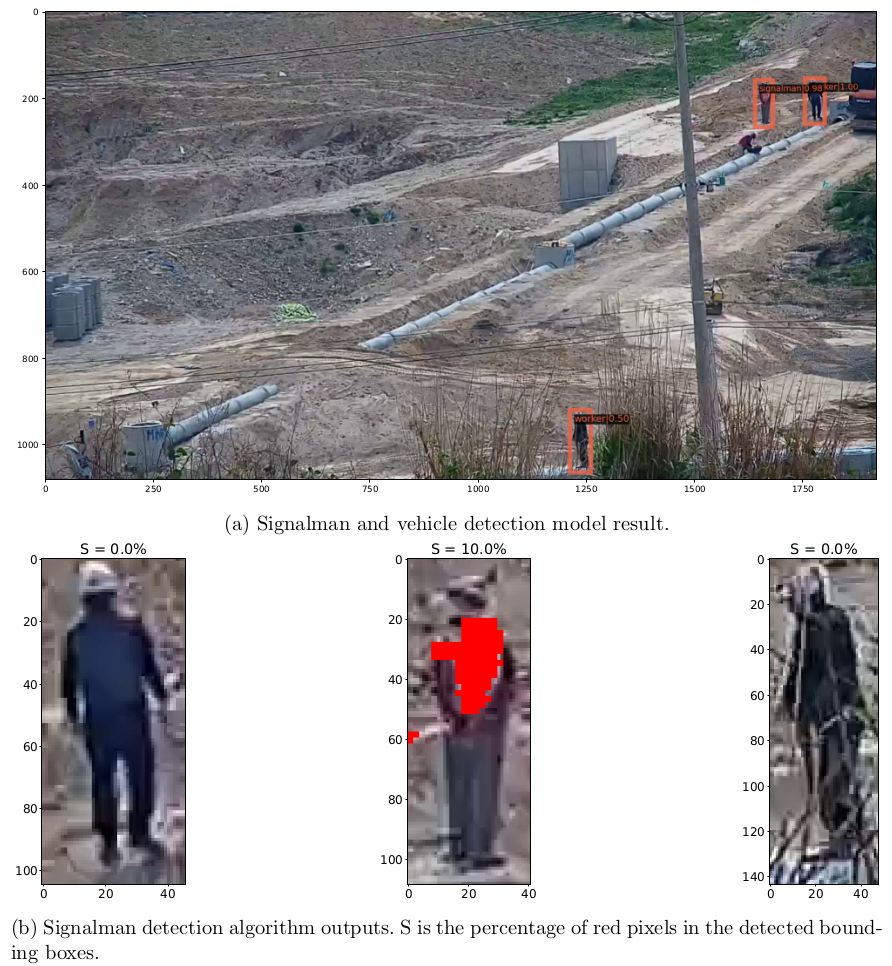 0
200
400
600
800
1000
0 250 500 750 1000 1250 1500 1750
signalman|0.98 ker|1.00
worker|0.50
(a) Signalman and vehicle detection model result.
S = 0.0% S = 10.0% S = 0.0%
0 0 0
20 20 20
40 40 40
60 60 60
80 80 80
100 100 100
120
140
0 20 40 0 20 40 0 20 40
(b) Signalman detection algorithm outputs. S is the percentage of red pixels in the detected bound-
ing boxes.